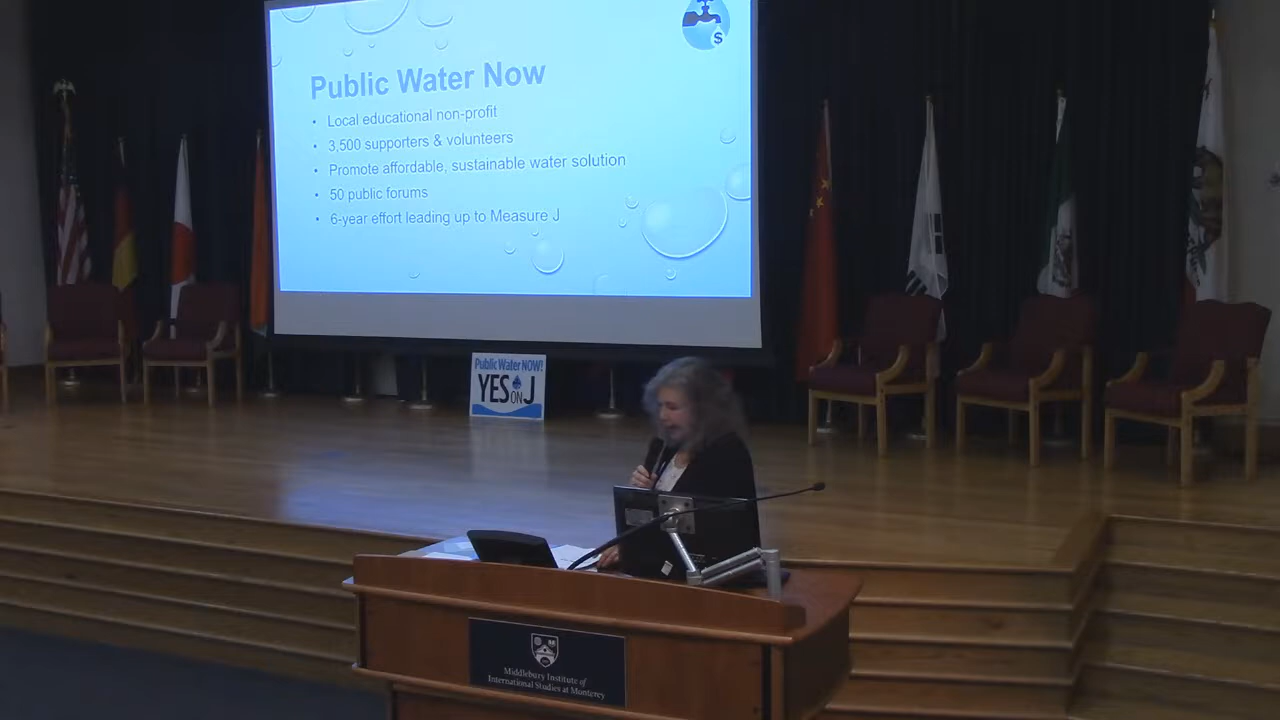 $
Public Water Now
• Local educational non-profit
• 3,500 supporters & volunteers
• Promote affordable, sustainable water solution
• 50 public forums
• 6-year effort leading up to Measure J
Public Water NOW!
YES ON J
Middlebury Institute of
International Studies at Monterey